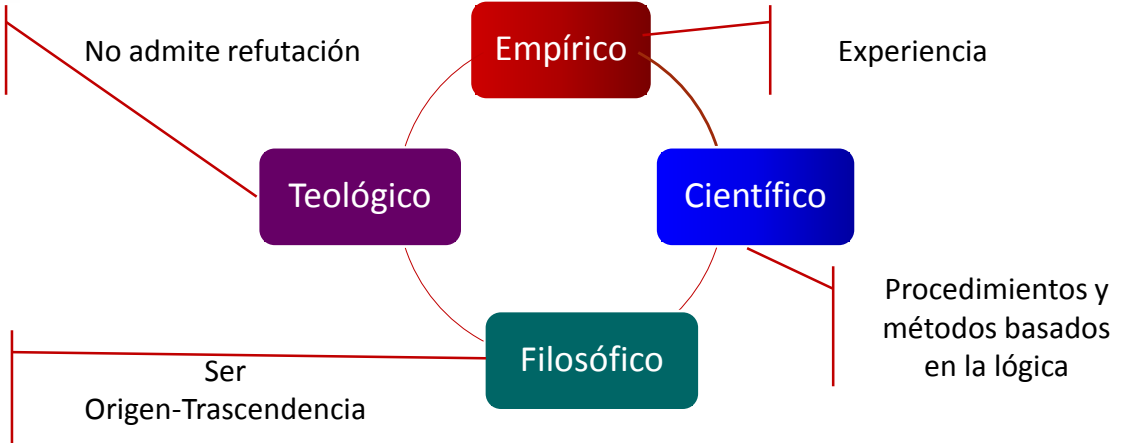 No admite refutación
Empírico
Experiencia
Teológico
Científico
Procedimientos y
métodos basados
en la lógica
Filosófico
Ser
Origen-Trascendencia